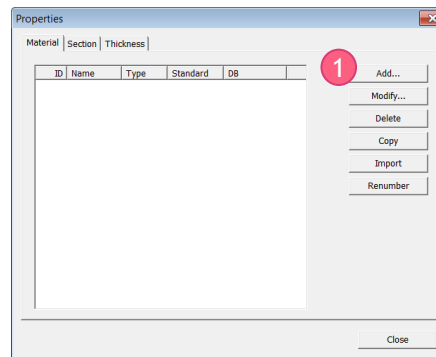 Properties
Material Section Thickness
ID Name Type Standard DB
1 Add...
Modify...
Delete
Copy
Import
Renumber
Close